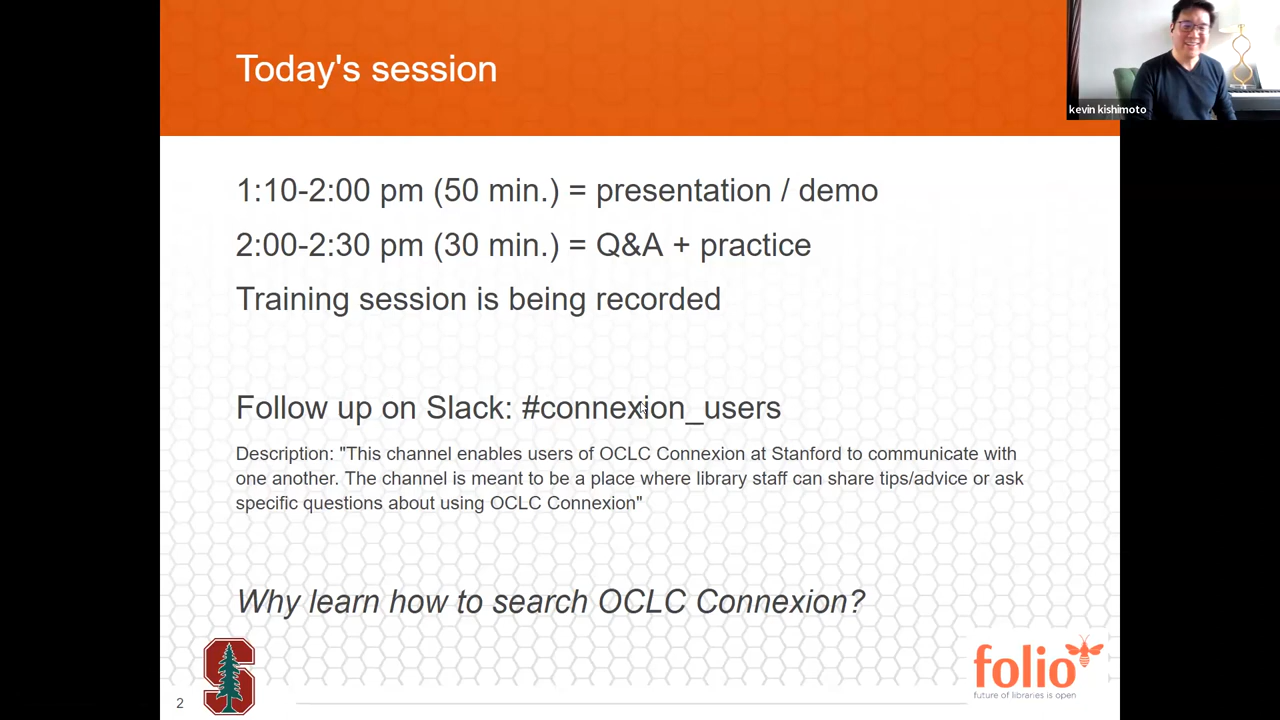 Today's session
kevin kishimoto
1:10-2:00 pm (50 min.) = presentation / demo
2:00-2:30 pm (30 min.) = Q&A + practice
Training session is being recorded
Follow up on Slack: #connexion_users
Description: "This channel enables users of OCLC Connexion at Stanford to communicate with
one another. The channel is meant to be a place where library staff can share tips/advice or ask
specific questions about using OCLC Connexion"
Why learn how to search OCLC Connexion?
2
S
folio
future of libraries is open